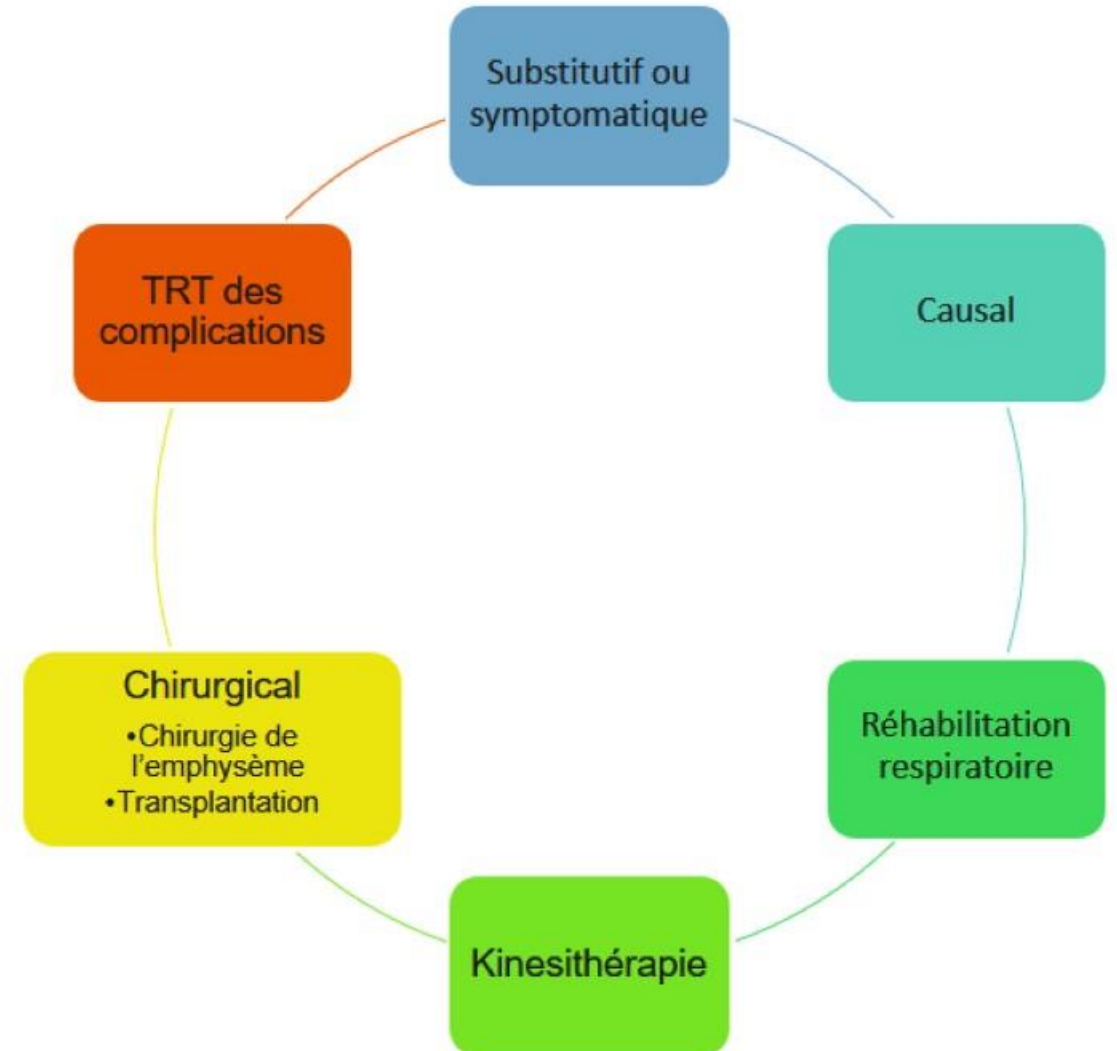 Substitutif ou
symptomatique
Causal
Réhabilitation
respiratoire
Kinesithérapie
Chirurgical
•Chirurgie de
l'emphysème
•Transplantation
TRT des
complications